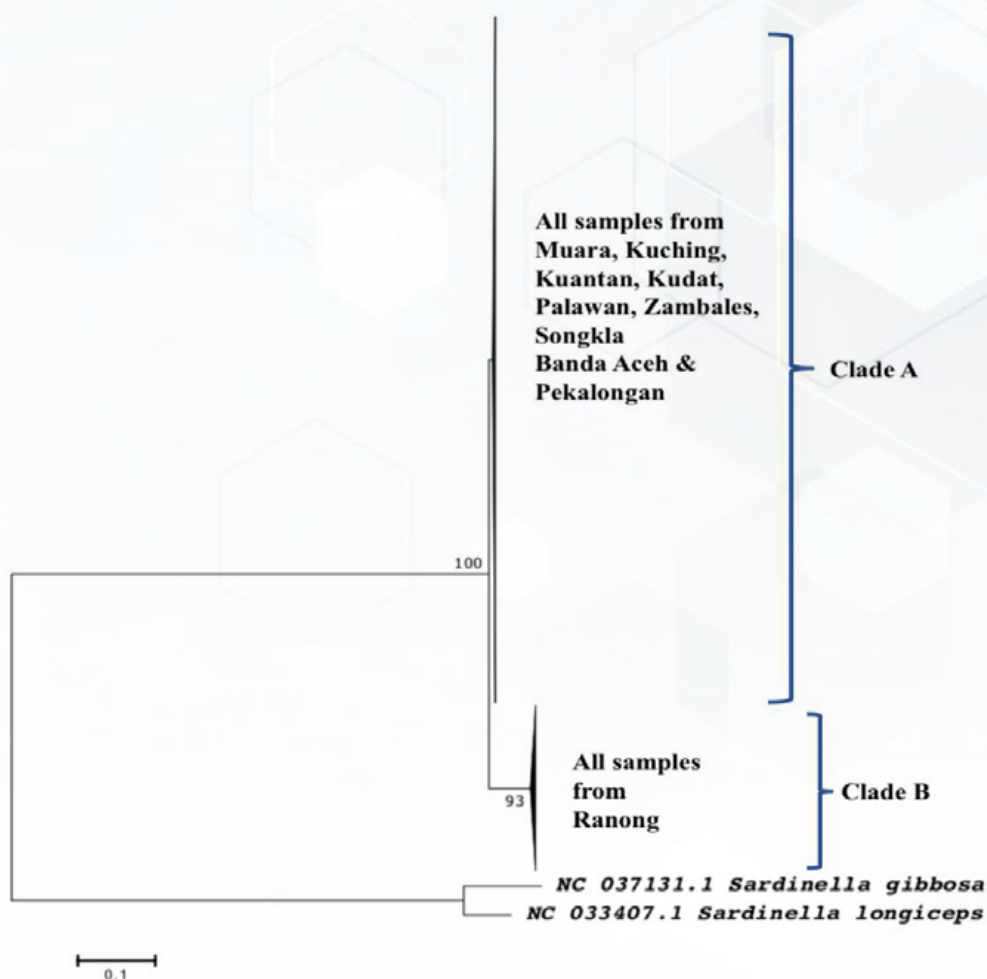 All samples from
Muara, Kuching,
Kuantan, Kudat,
Palawan, Zambales,
Songkla
Banda Aceh &
Pekalongan
Clade A
100
All samples
from
Ranong
93
Clade B
NC 037131.1 Sardinella gibbosa
NC 033407.1 Sardinella longiceps
0.1